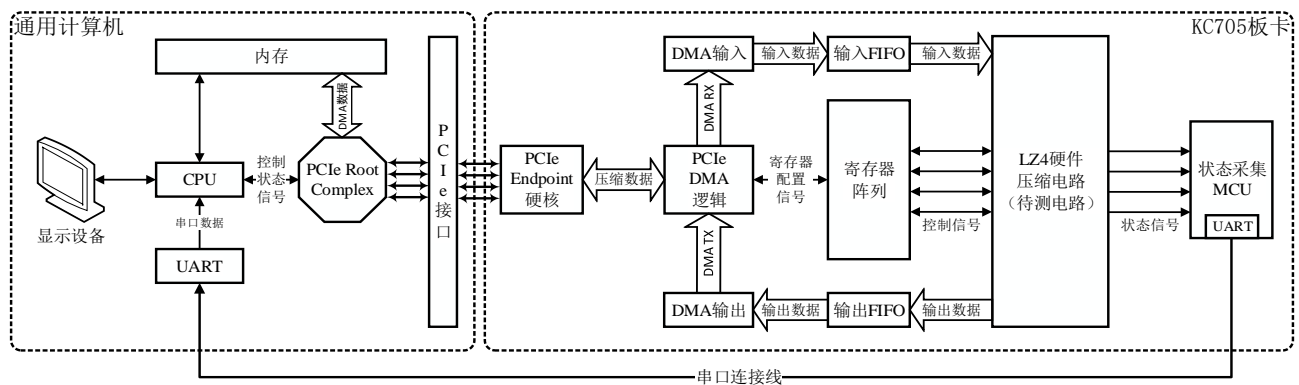 通用计算机
KC705板卡
内存
DMA数据
PCIe Root
Complex
CPU
控制
状态
信号
显示设备
串口数据
UART
PCIe接口
PCIe
Endpoint
硬核
压缩数据
DMA输入
输入数据
输入FIFO
输入数据
DMA RX
PCIe
DMA
逻辑
寄存器
配置
信号
寄存器
阵列
控制信号
LZ4硬件
压缩电路
（待测电路）
状态信号
状态采集
MCU
UART
DMA TX
DMA输出
输出数据
输出FIFO
输出数据
串口连接线